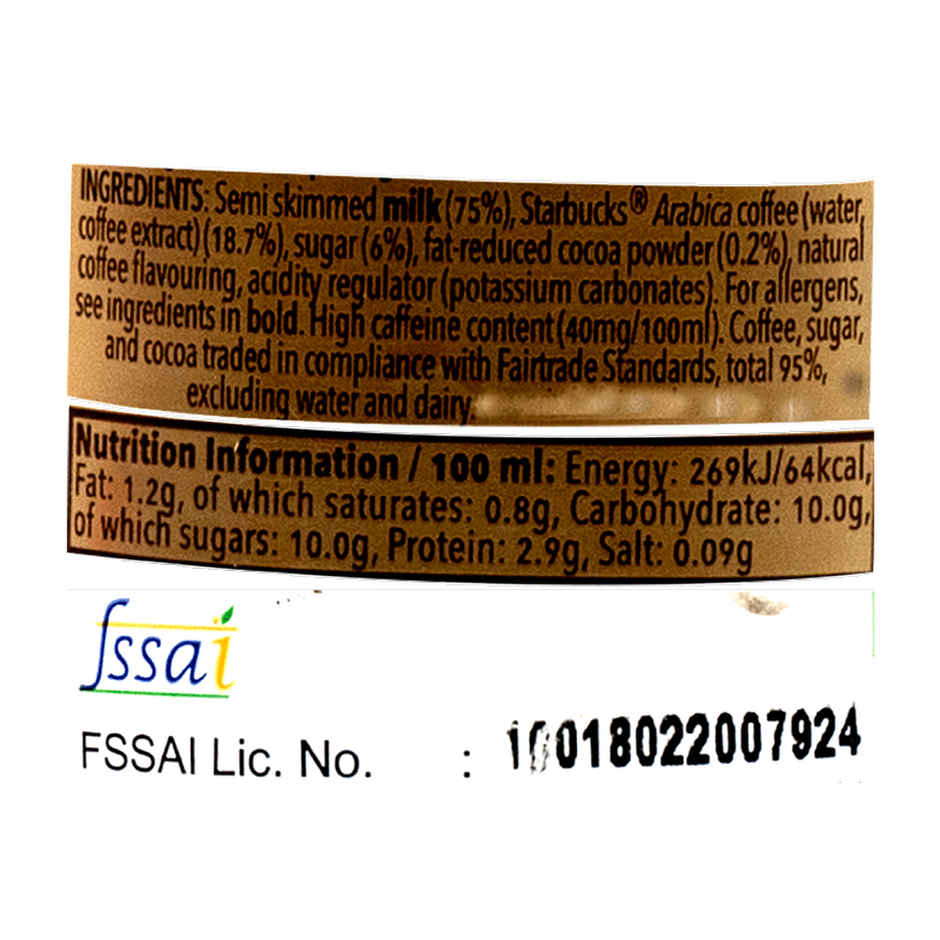 INGREDIENTS: Semi skimmed milk (75%), Starbucks® Arabica coffee (water,
coffee extract) (18.7%), sugar (6%), fat-reduced cocoa powder (0.2%), natural
coffee flavouring, acidity regulator (potassium carbonates). For allergens,
see ingredients in bold. High caffeine content (40mg/100ml). Coffee, sugar,
and cocoa traded in compliance with Fairtrade Standards, total 95%,
excluding water and dairy.
Nutrition Information / 100 ml: Energy: 269kJ/64kcal,
Fat: 1.2g, of which saturates: 0.8g, Carbohydrate: 10.0g,
of which sugars: 10.0g, Protein: 2.9g, Salt: 0.09g
fssai
FSSAI Lic. No. : 10018022007924